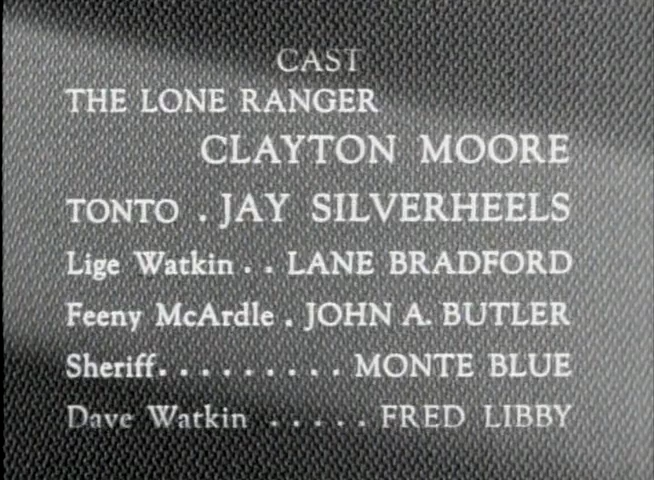 CAST
THE LONE RANGER
CLAYTON MOORE
TONTO . JAY SILVERHEELS
Lige Watkin . . LANE BRADFORD
Feeny McArdle . JOHN A. BUTLER
Sheriff. . . . . . . . . MONTE BLUE
Dave Watkin . . . . . FRED LIBBY